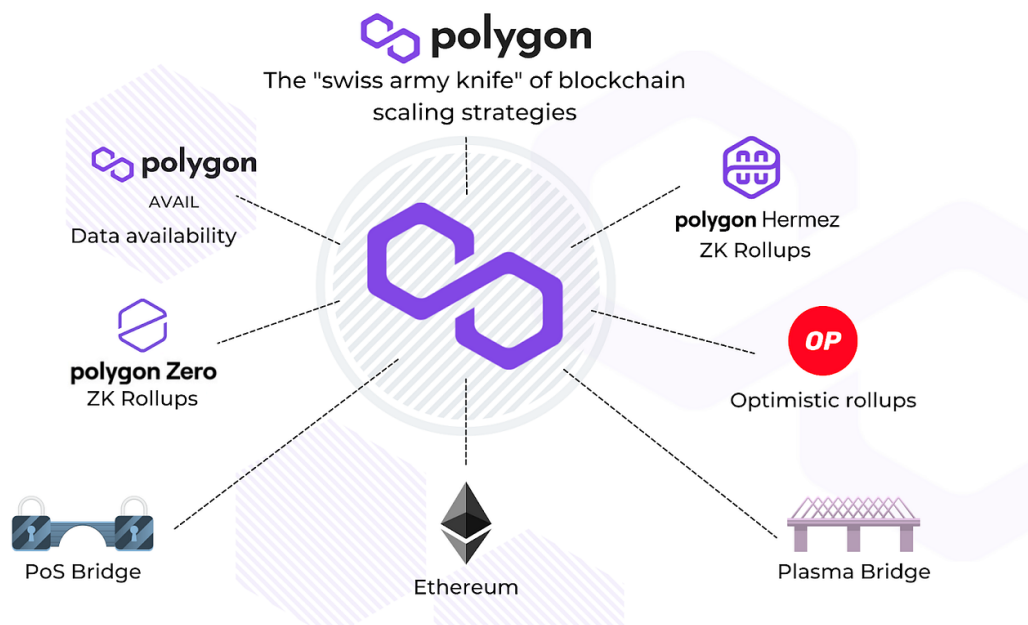 polygon
The "swiss army knife" of blockchain
scaling strategies
polygon
AVAIL
Data availability
polygon Hermez
ZK Rollups
polygon Zero
ZK Rollups
OP
Optimistic rollups
PoS Bridge
Ethereum
Plasma Bridge